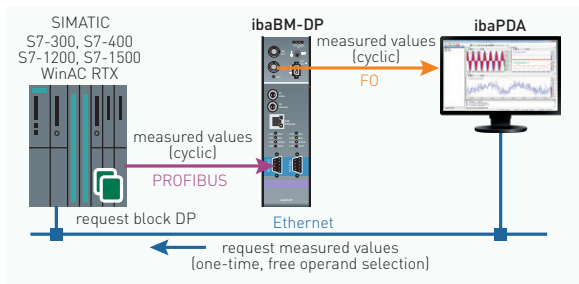 SIMATIC
S7-300, S7-400
S7-1200, S7-1500
WinAC RTX
ibaBM-DP
ibaPDA
measured values
(cyclic)
FO
measured values
(cyclic)
PROFIBUS
request block DP
Ethernet
request measured values
(one-time, free operand selection)